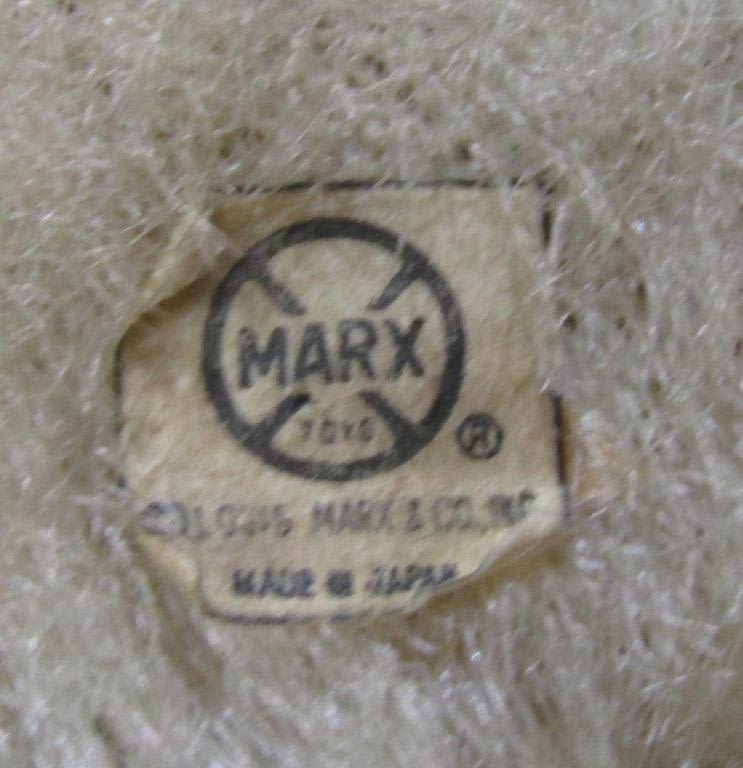 MARX
TOYS
®
© LOUIS MARX & CO. INC
MADE IN JAPAN